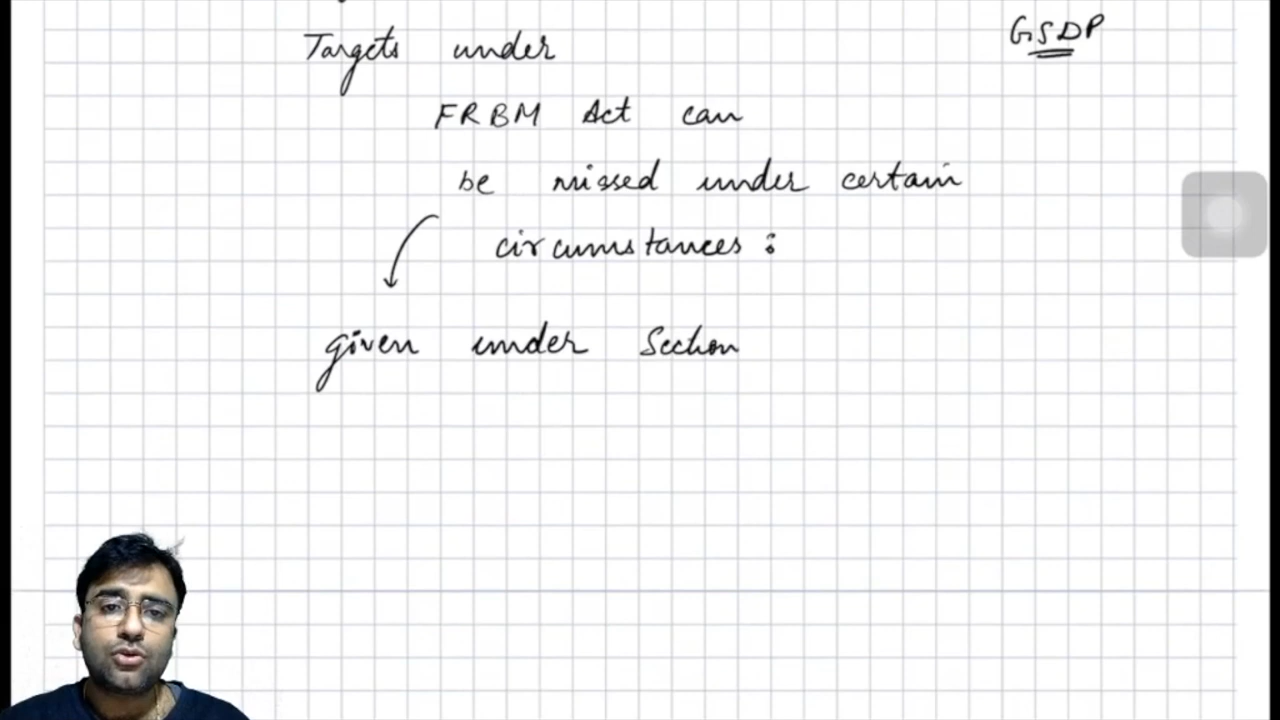 GSDP
Targets under
FRBM Act can
be missed under certain
circumstances :
given under Section